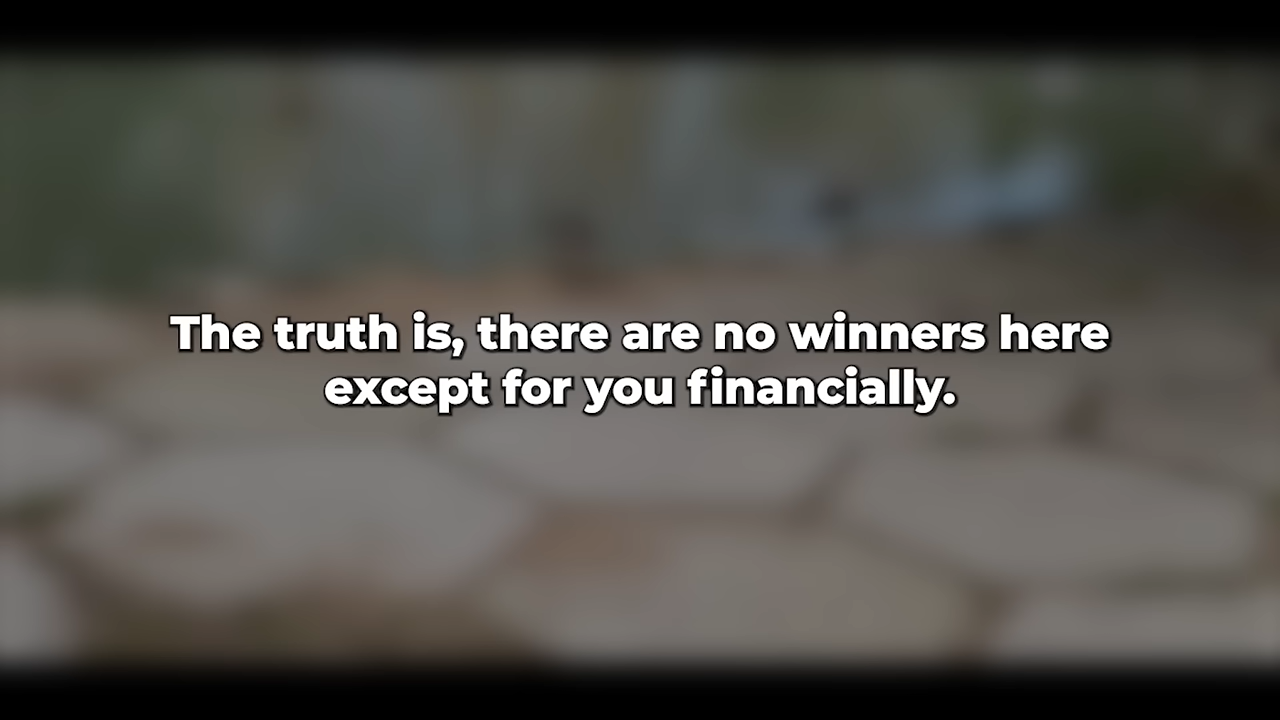 The truth is, there are no winners here
except for you financially.